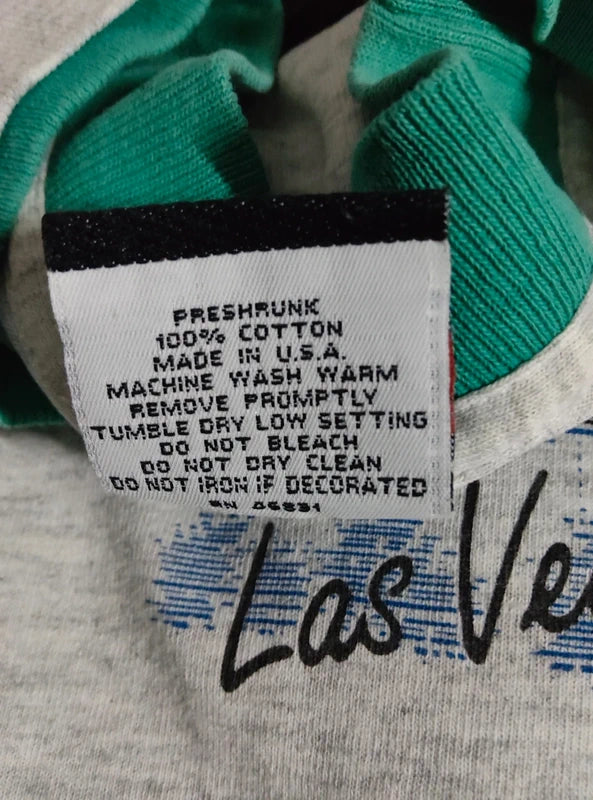 PRESHRUNK
100% COTTON
MADE IN U.S.A.
MACHINE WASH WARM
REMOVE PROMPTLY
TUMBLE DRY LOW SETTING
DO NOT BLEACH
DO NOT DRY CLEAN
DO NOT IRON IF DECORATED
RN
Las Ve